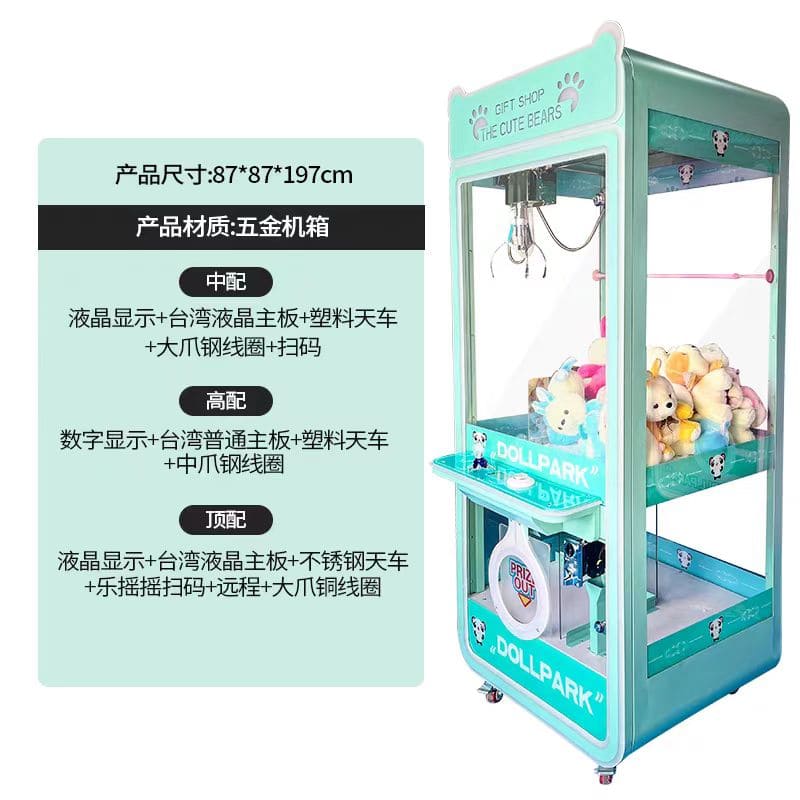 产品尺寸:87*87*197cm
产品材质:五金机箱
中配
液晶显示+台湾液晶主板+塑料天车
+大爪钢线圈+扫码
高配
数字显示+台湾普通主板+塑料天车
+中爪钢线圈
顶配
液晶显示+台湾液晶主板+不锈钢天车
+乐摇摇扫码+远程+大爪铜线圈
GIFT SHOP
THE CUTE BEARS
"DOLLPARK"
DOLLPARK
PRIZE
OUT
"DOLLPARK"